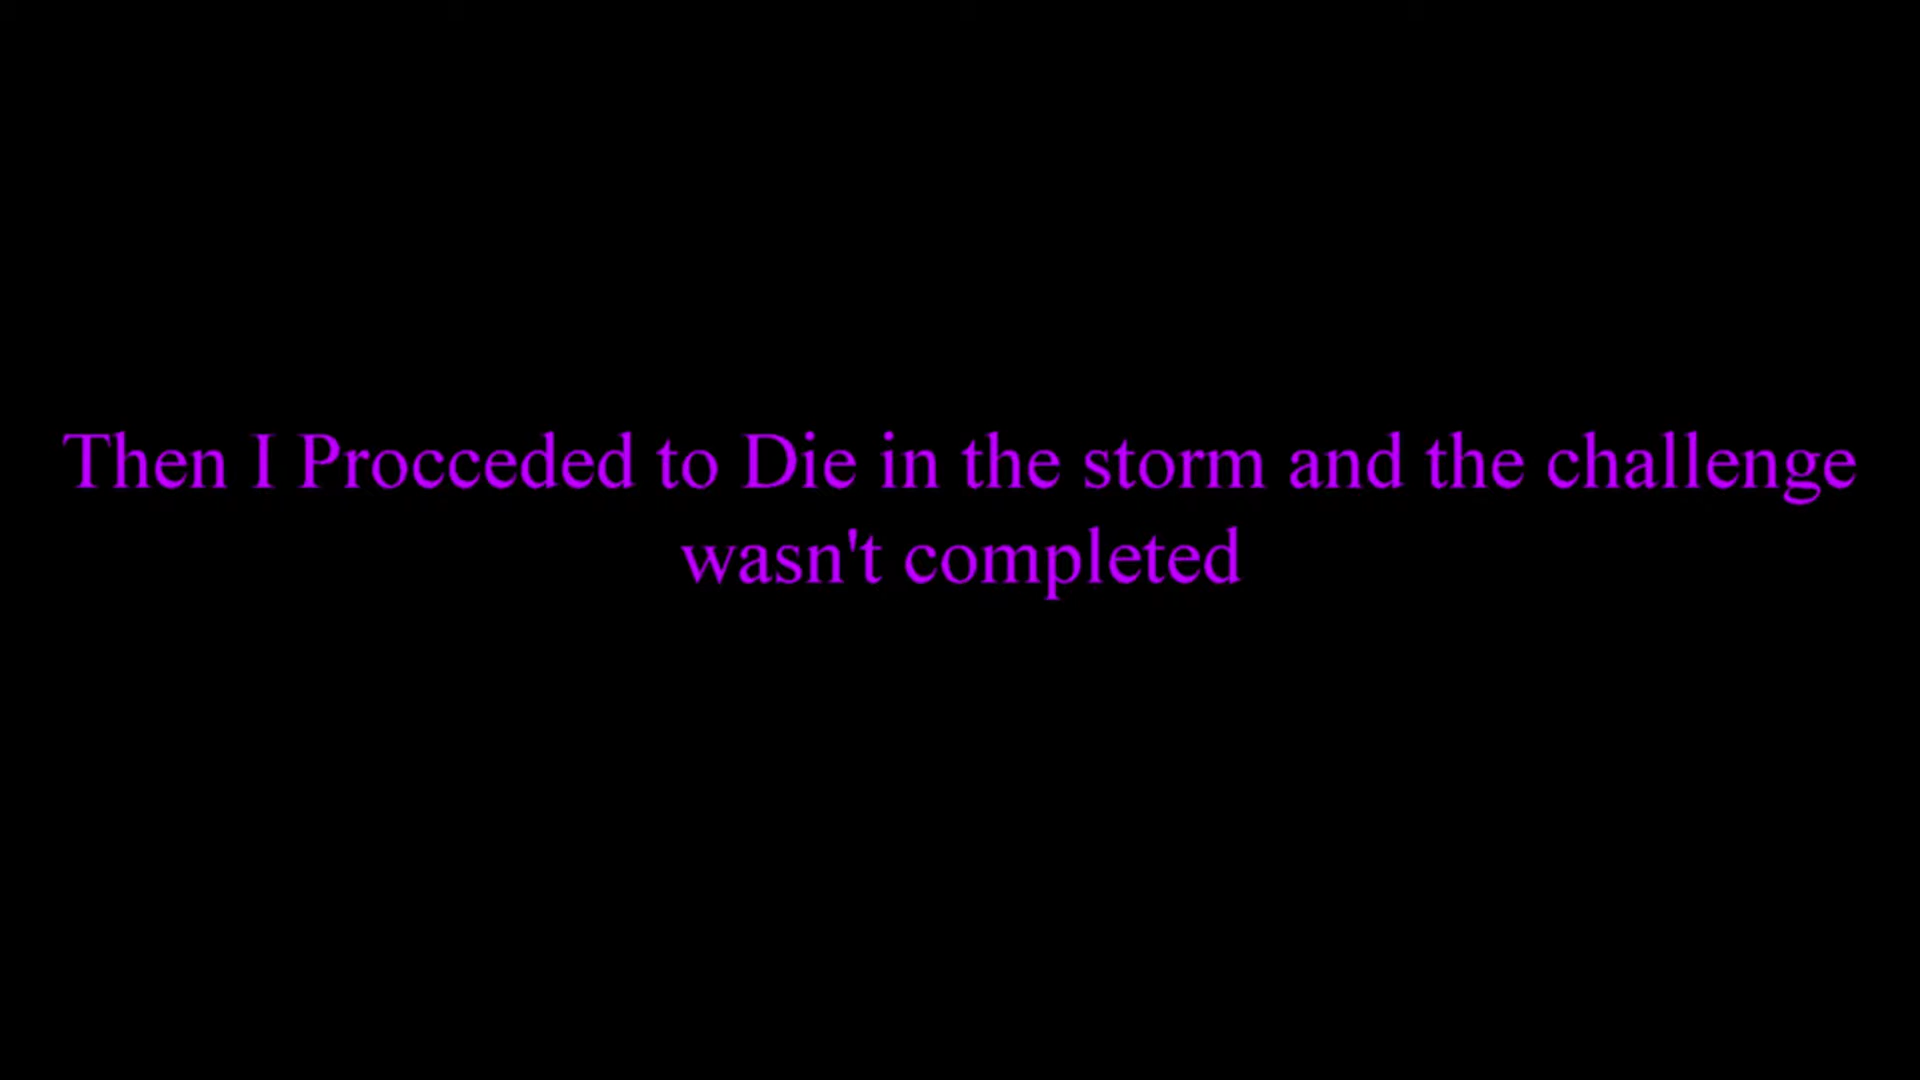 Then I Procceded to Die in the storm and the challenge
wasn't completed